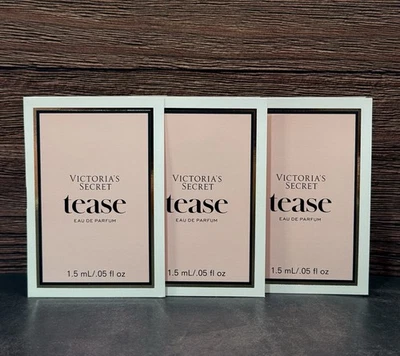 VICTORIA'S
SECRET
tease
EAU DE PARFUM
1.5 mL/.05 fl oz
VICTORIA'S
SECRET
tease
EAU DE PARFUM
1.5 mL/.05 fl oz
VICTORIA'S
SECRET
tease
EAU DE PARFUM
1.5 mL/.05 fl oz